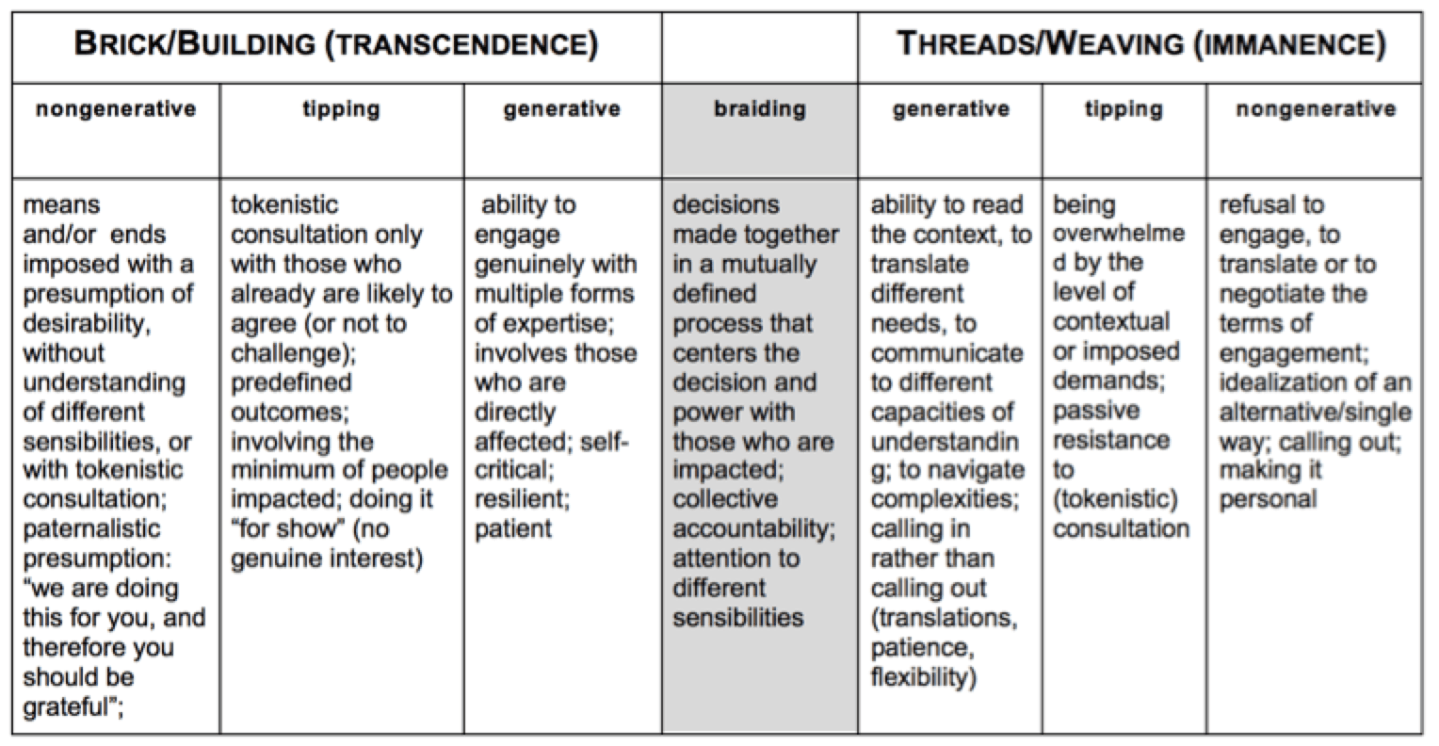 BRICK/BUILDING (TRANSCENDENCE)
THREADS/WEAVING (IMMANENCE)
nongenerative
tipping
generative
braiding
generative
tipping
nongenerative
means
and/or ends
imposed with a
presumption of
desirability,
without
understanding
of different
sensibilities, or
with tokenistic
consultation;
paternalistic
presumption:
“we are doing
this for you, and
therefore you
should be
grateful”;
tokenistic
consultation only
with those who
already are likely to
agree (or not to
challenge);
predefined
outcomes;
involving the
minimum of people
impacted; doing it
“for show” (no
genuine interest)
ability to
engage
genuinely with
multiple forms
of expertise;
involves those
who are
directly
affected; self-
critical;
resilient;
patient
decisions
made together
in a mutually
defined
process that
centers the
decision and
power with
those who are
impacted;
collective
accountability;
attention to
different
sensibilities
ability to read
the context, to
translate
different
needs, to
communicate
to different
capacities of
understandin
g; to navigate
complexities;
calling in
rather than
calling out
(translations,
patience,
flexibility)
being
overwhelme
d by the
level of
contextual
or imposed
demands;
passive
resistance
to
(tokenistic)
consultation
refusal to
engage, to
translate or to
negotiate the
terms of
engagement;
idealization of an
alternative/single
way; calling out;
making it
personal